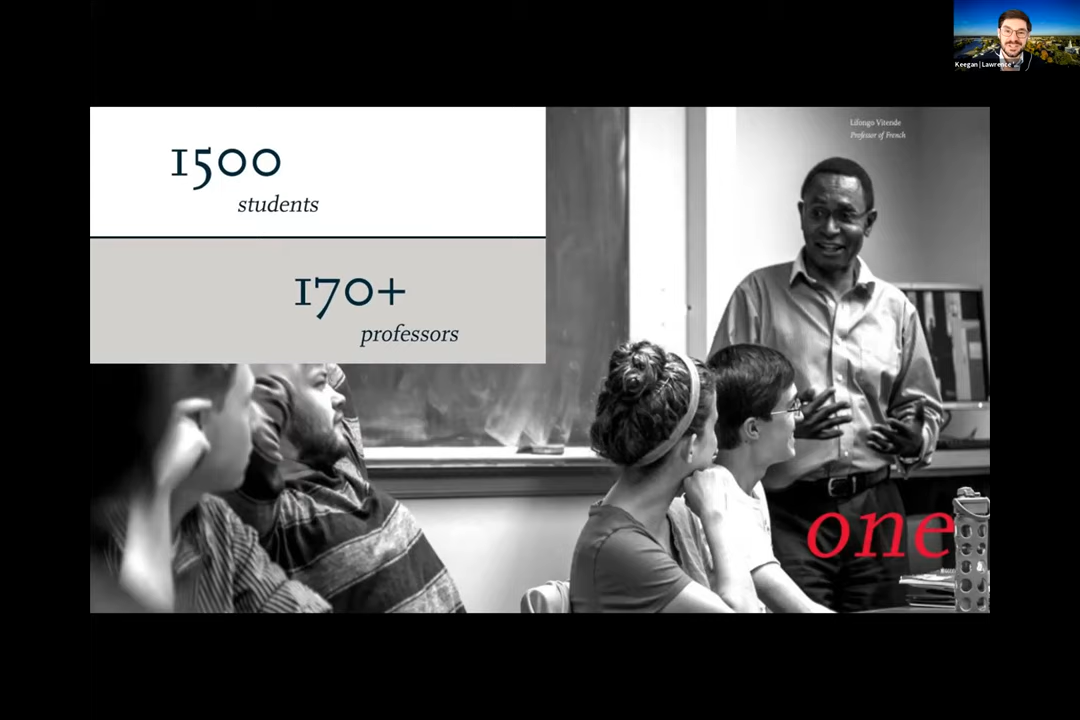 Keegan | Lawrence
Lifongo Vitende
Professor of French
1500
students
170+
professors
one